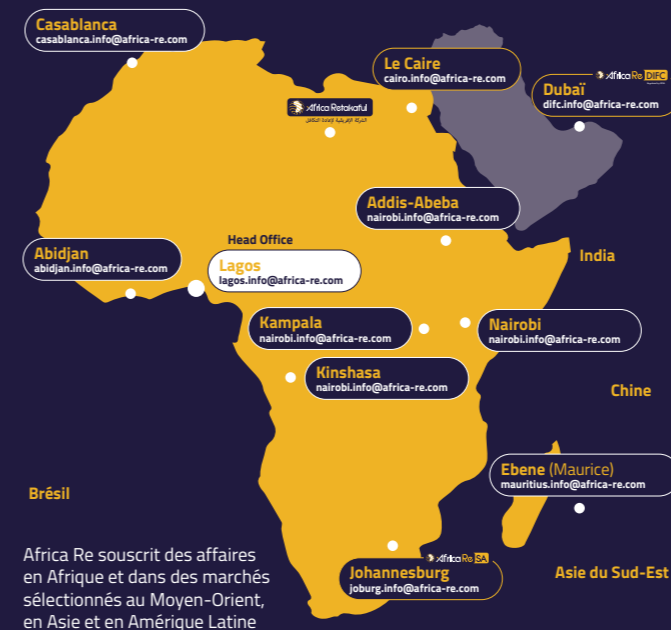 Casablanca
casablanca.info@africa-re.com
Le Caire
cairo.info@africa-re.com
Africa Re DIFC
Dubaï
difc.info@africa-re.com
Africa Retakaful
Addis-Abeba
nairobi.info@africa-re.com
Head Office
Abidjan
abidjan.info@africa-re.com
Lagos
lagos.info@africa-re.com
India
Kampala
nairobi.info@africa-re.com
Nairobi
nairobi.info@africa-re.com
Kinshasa
nairobi.info@africa-re.com
Chine
Ebene (Maurice)
mauritius.info@africa-re.com
Brésil
Africa Re SA
Johannesburg
joburg.info@africa-re.com
Asie du Sud-Est
Africa Re souscrit des affaires
en Afrique et dans des marchés
sélectionnés au Moyen-Orient,
en Asie et en Amérique Latine